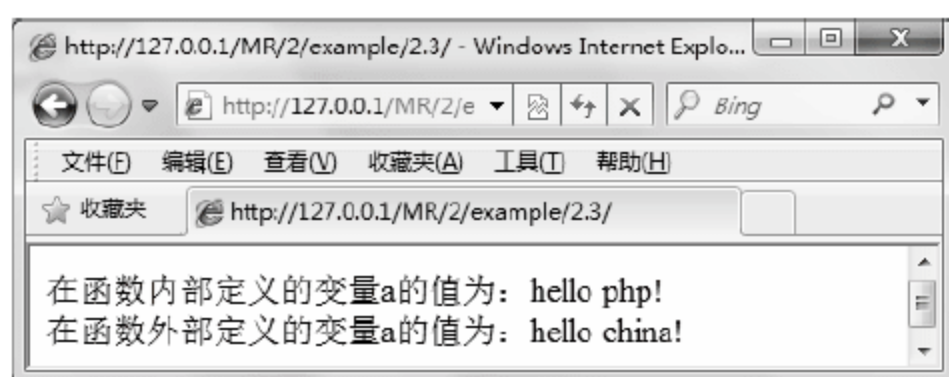 http://127.0.0.1/MR/2/example/2.3/ - Windows Internet Explo...
http://127.0.0.1/MR/2/e Bing
文件(F) 编辑(E) 查看(V) 收藏夹(A) 工具(T) 帮助(H)
收藏夹 http://127.0.0.1/MR/2/example/2.3/
在函数内部定义的变量a的值为：hello php!
在函数外部定义的变量a的值为：hello china!